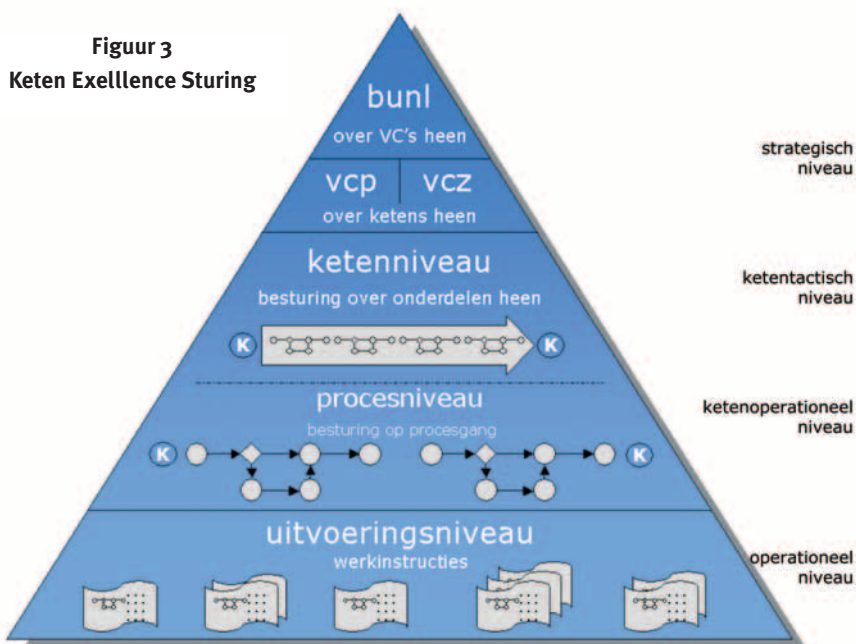 Figuur 3
Keten Exelllence Sturing
bunl
over VC's heen
strategisch
niveau
vcp vcz
over ketens heen
ketenniveau
besturing over onderdelen heen
ketentactisch
niveau
K K
procesniveau
besturing op procesgang
ketenoperationeel
niveau
K K
uitvoeringsniveau
werkinstructies
operationeel
niveau